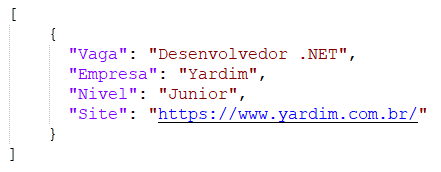 [
{
"Vaga": "Desenvolvedor .NET",
"Empresa": "Yardim",
"Nivel": "Junior",
"Site": "https://www.yardim.com.br/"
}
]